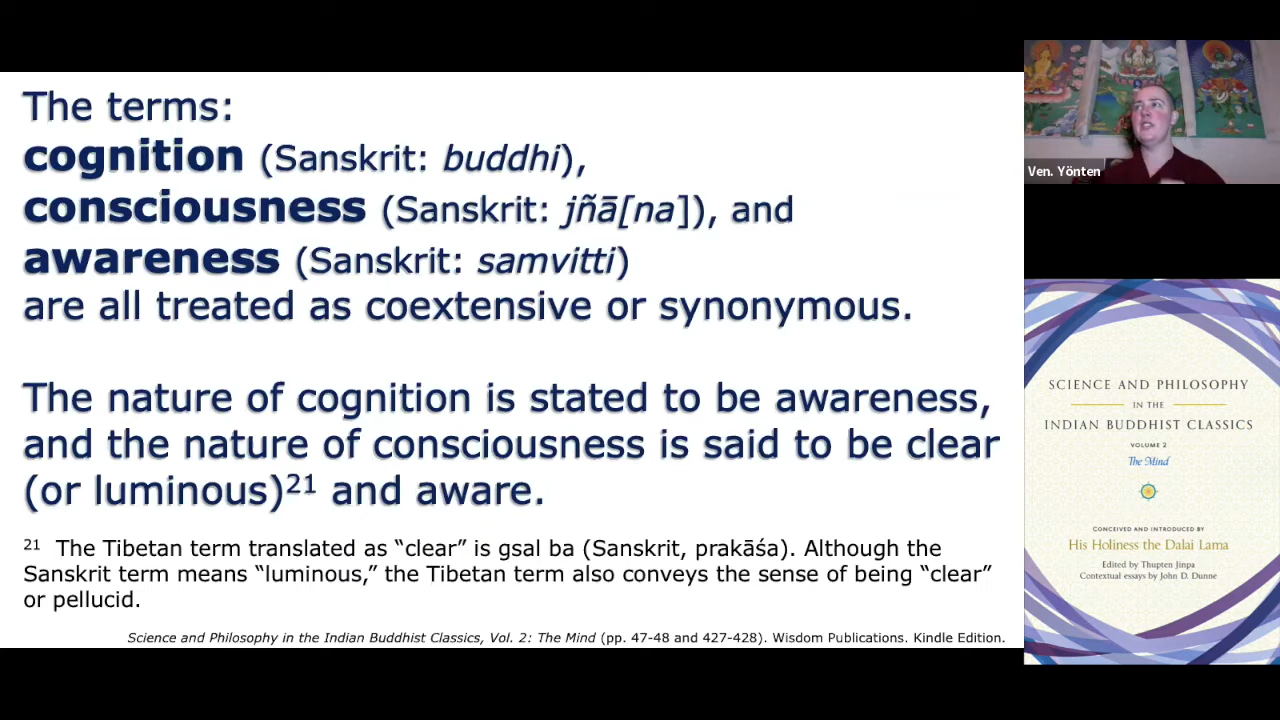 The terms:
cognition (Sanskrit: buddhi),
consciousness (Sanskrit: jñā[na]), and
awareness (Sanskrit: samvitti)
are all treated as coextensive or synonymous.
The nature of cognition is stated to be awareness,
and the nature of consciousness is said to be clear
(or luminous)21 and aware.
21 The Tibetan term translated as “clear” is gsal ba (Sanskrit, prakāśa). Although the
Sanskrit term means “luminous,” the Tibetan term also conveys the sense of being “clear”
or pellucid.
Science and Philosophy in the Indian Buddhist Classics, Vol. 2: The Mind (pp. 47-48 and 427-428). Wisdom Publications. Kindle Edition.
Ven. Yönten
SCIENCE AND PHILOSOPHY
IN THE
INDIAN BUDDHIST CLASSICS
VOLUME 2
The Mind
CONCEIVED AND INTRODUCED BY
His Holiness the Dalai Lama
Edited by Thupten Jinpa
Contextual essays by John D. Dunne